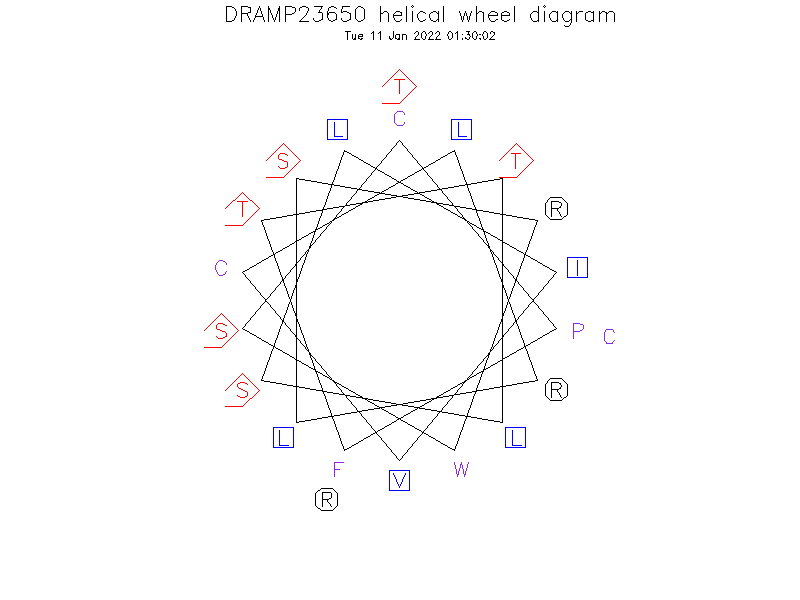 DRAMP23650 helical wheel diagram
Tue 11 Jan 2022 01:30:02
T
C
L L
S T
T R
C I
S P C
S R
L L
F W
V
R